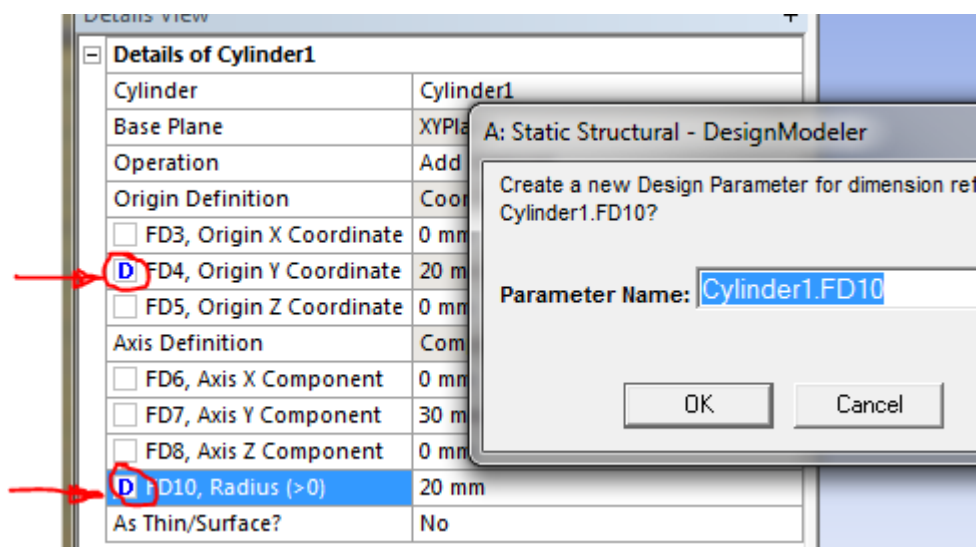 Details View
Details of Cylinder1
Cylinder Cylinder1
Base Plane
Operation Add
Origin Definition
FD3, Origin X Coordinate 0 mm
D FD4, Origin Y Coordinate 20 m
FD5, Origin Z Coordinate 0 mm
Axis Definition Com
FD6, Axis X Component 0 mm
FD7, Axis Y Component 30 m
FD8, Axis Z Component 0 mm
D FD10, Radius (>0) 20 mm
As Thin/Surface? No
A: Static Structural - DesignModeler
Create a new Design Parameter for dimension ref
Cylinder1.FD10?
Parameter Name: Cylinder1.FD10
OK Cancel